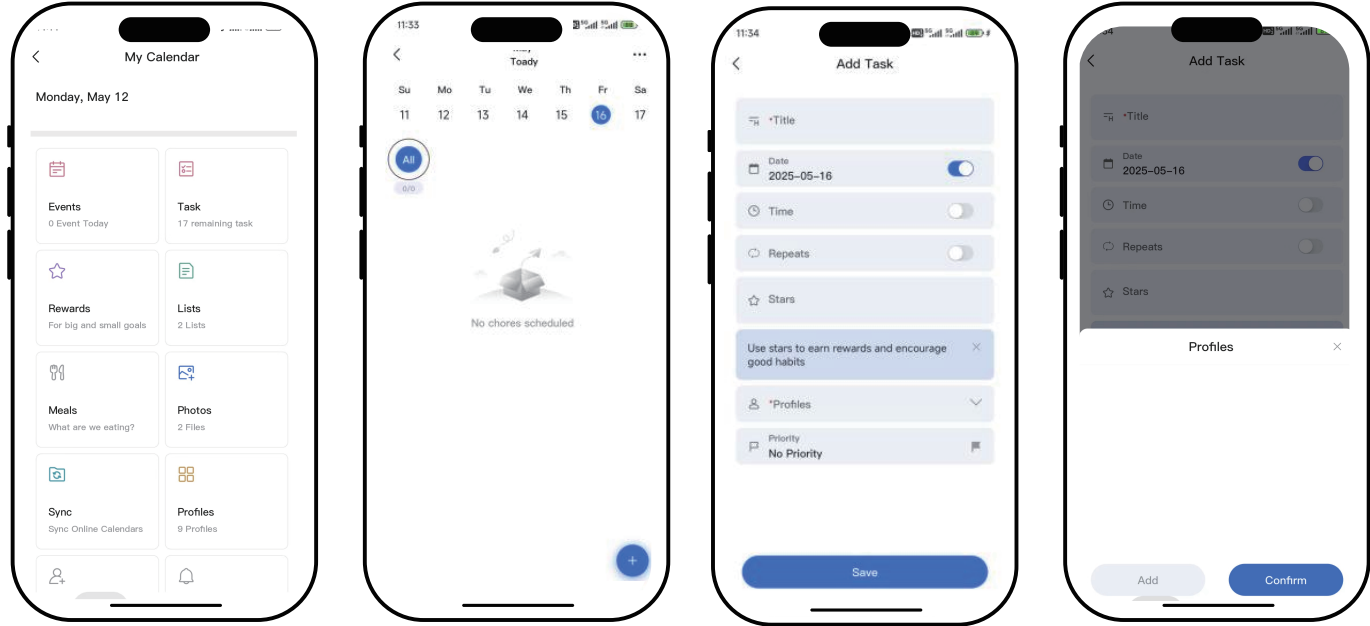 My Calendar
Monday, May 12
Events
0 Event Today
Task
17 remaining task
Rewards
For big and small goals
Lists
2 Lists
Meals
What are we eating?
Photos
2 Files
Sync
Sync Online Calendars
Profiles
9 Profiles
11:33
Toady
Su Mo Tu We Th Fr Sa
11 12 13 14 15 16 17
All
0/0
No chores scheduled
+
11:34
Add Task
*Title
Date
2025-05-16
Time
Repeats
Stars
Use stars to earn rewards and encourage
good habits
*Profiles
Priority
No Priority
Save
Add Task
*Title
Date
2025-05-16
Time
Repeats
Stars
Profiles
Add
Confirm